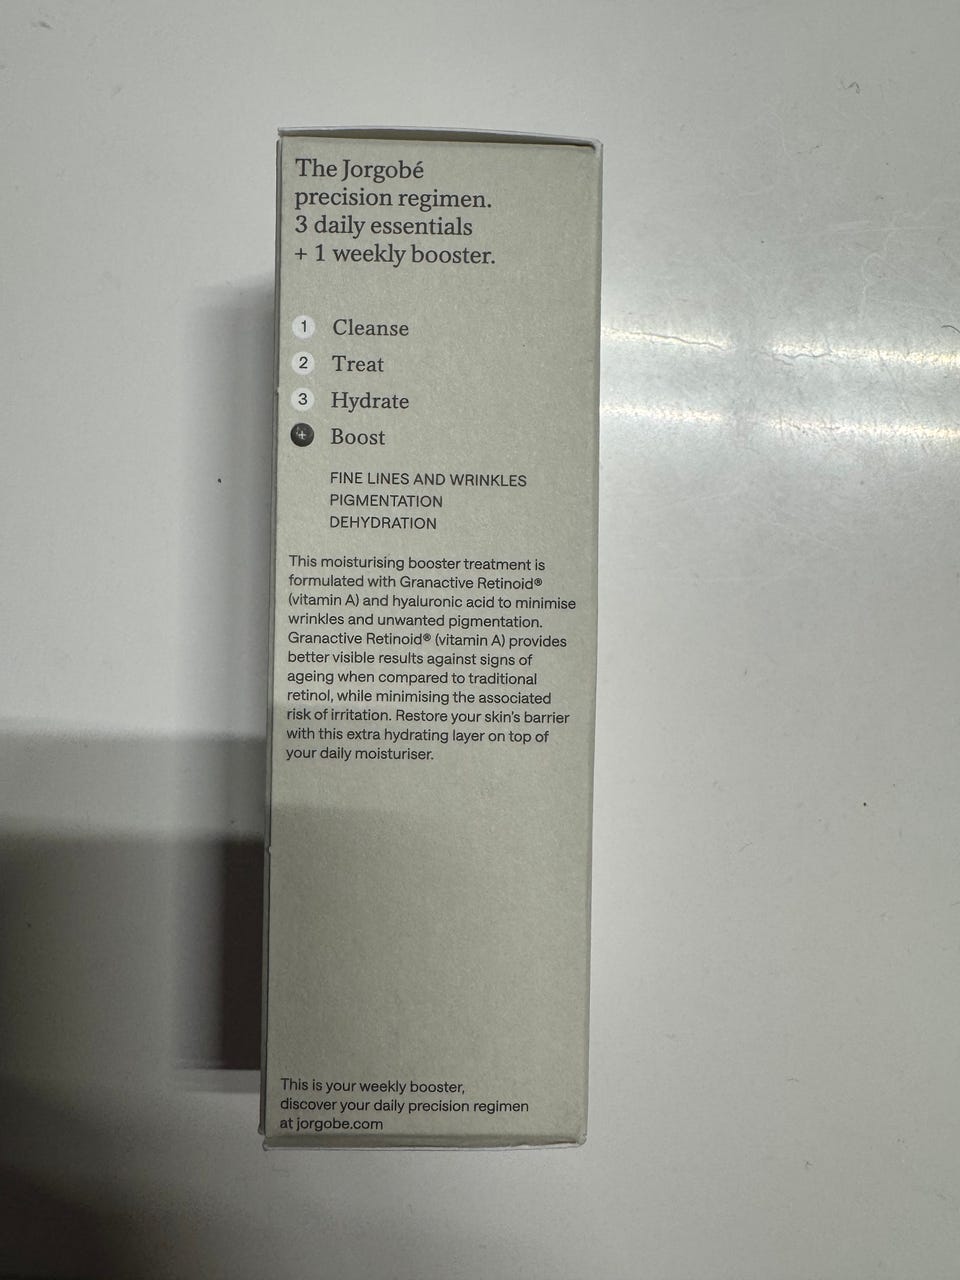 The Jorgobé
precision regimen.
3 daily essentials
+ 1 weekly booster.
1 Cleanse
2 Treat
3 Hydrate
+ Boost
FINE LINES AND WRINKLES
PIGMENTATION
DEHYDRATION
This moisturising booster treatment is
formulated with Granactive Retinoid®
(vitamin A) and hyaluronic acid to minimise
wrinkles and unwanted pigmentation.
Granactive Retinoid® (vitamin A) provides
better visible results against signs of
ageing when compared to traditional
retinol, while minimising the associated
risk of irritation. Restore your skin's barrier
with this extra hydrating layer on top of
your daily moisturiser.
This is your weekly booster,
discover your daily precision regimen
at jorgobe.com